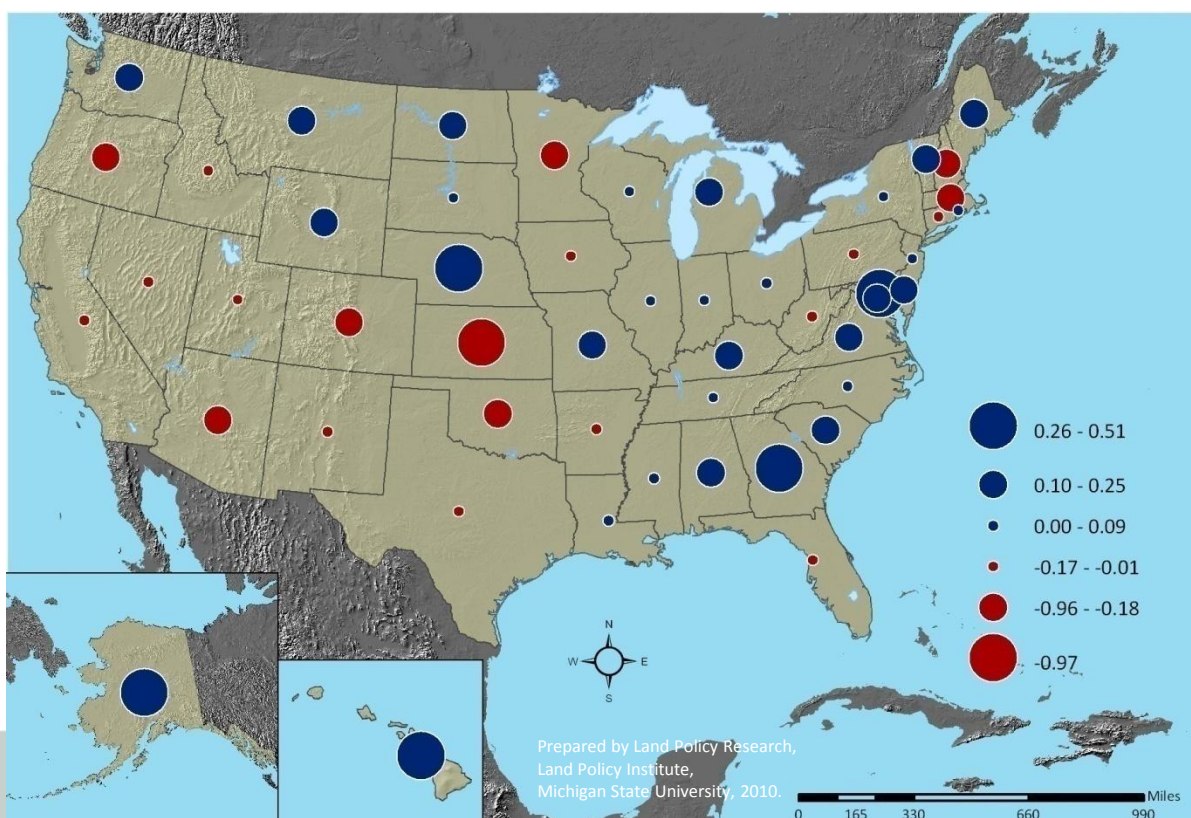 0.26 - 0.51
0.10 - 0.25
0.00 - 0.09
-0.17 - -0.01
-0.96 - -0.18
-0.97
N
W E
S
Prepared by Land Policy Research,
Land Policy Institute,
Michigan State University, 2010.
Miles
0 165 330 660 990